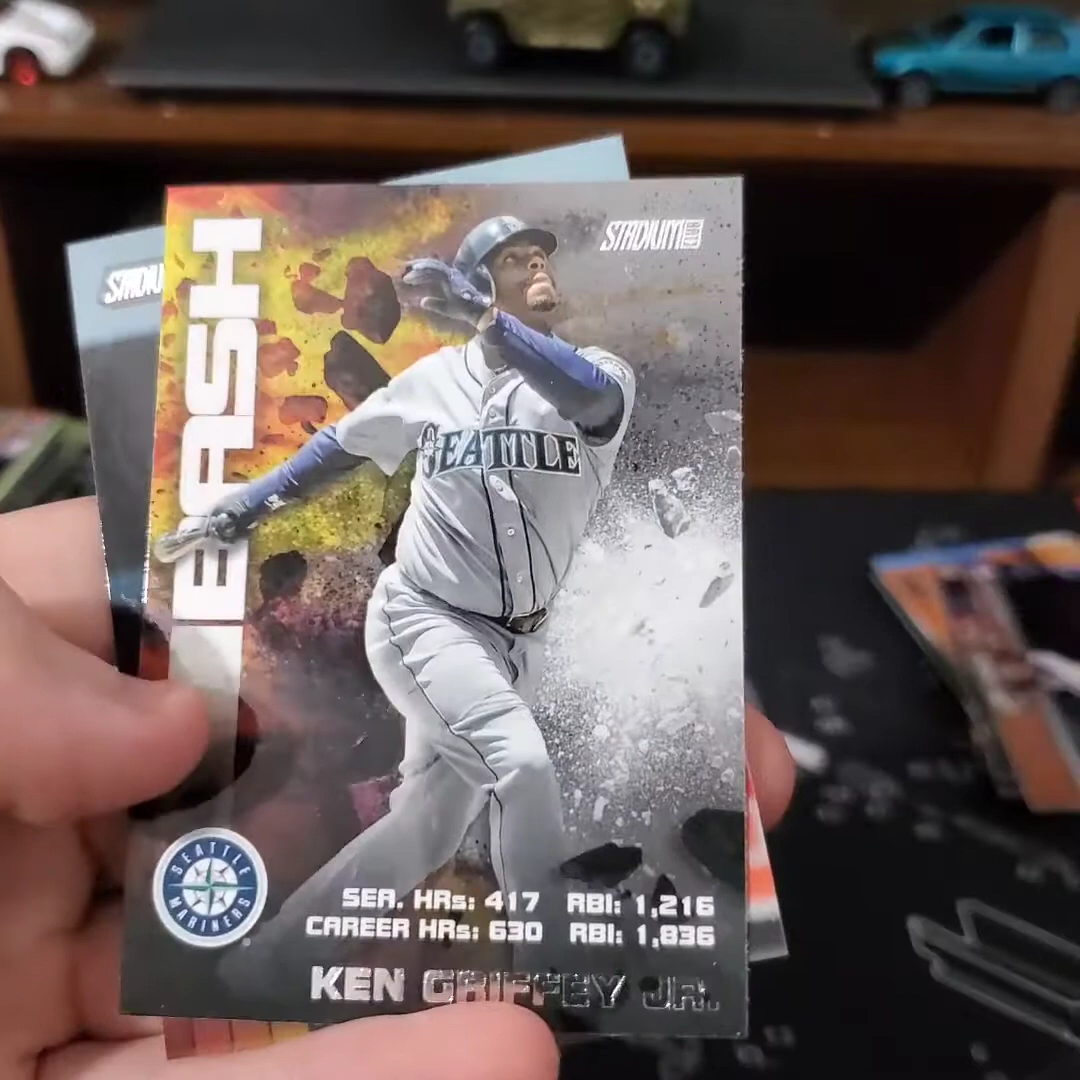 STADIUM CLUB
BASH
SEATTLE
SEATTLE MARINERS
SEA. HRs: 417 RBI: 1,216
CAREER HRs: 630 RBI: 1,836
KEN GRIFFEY JR.